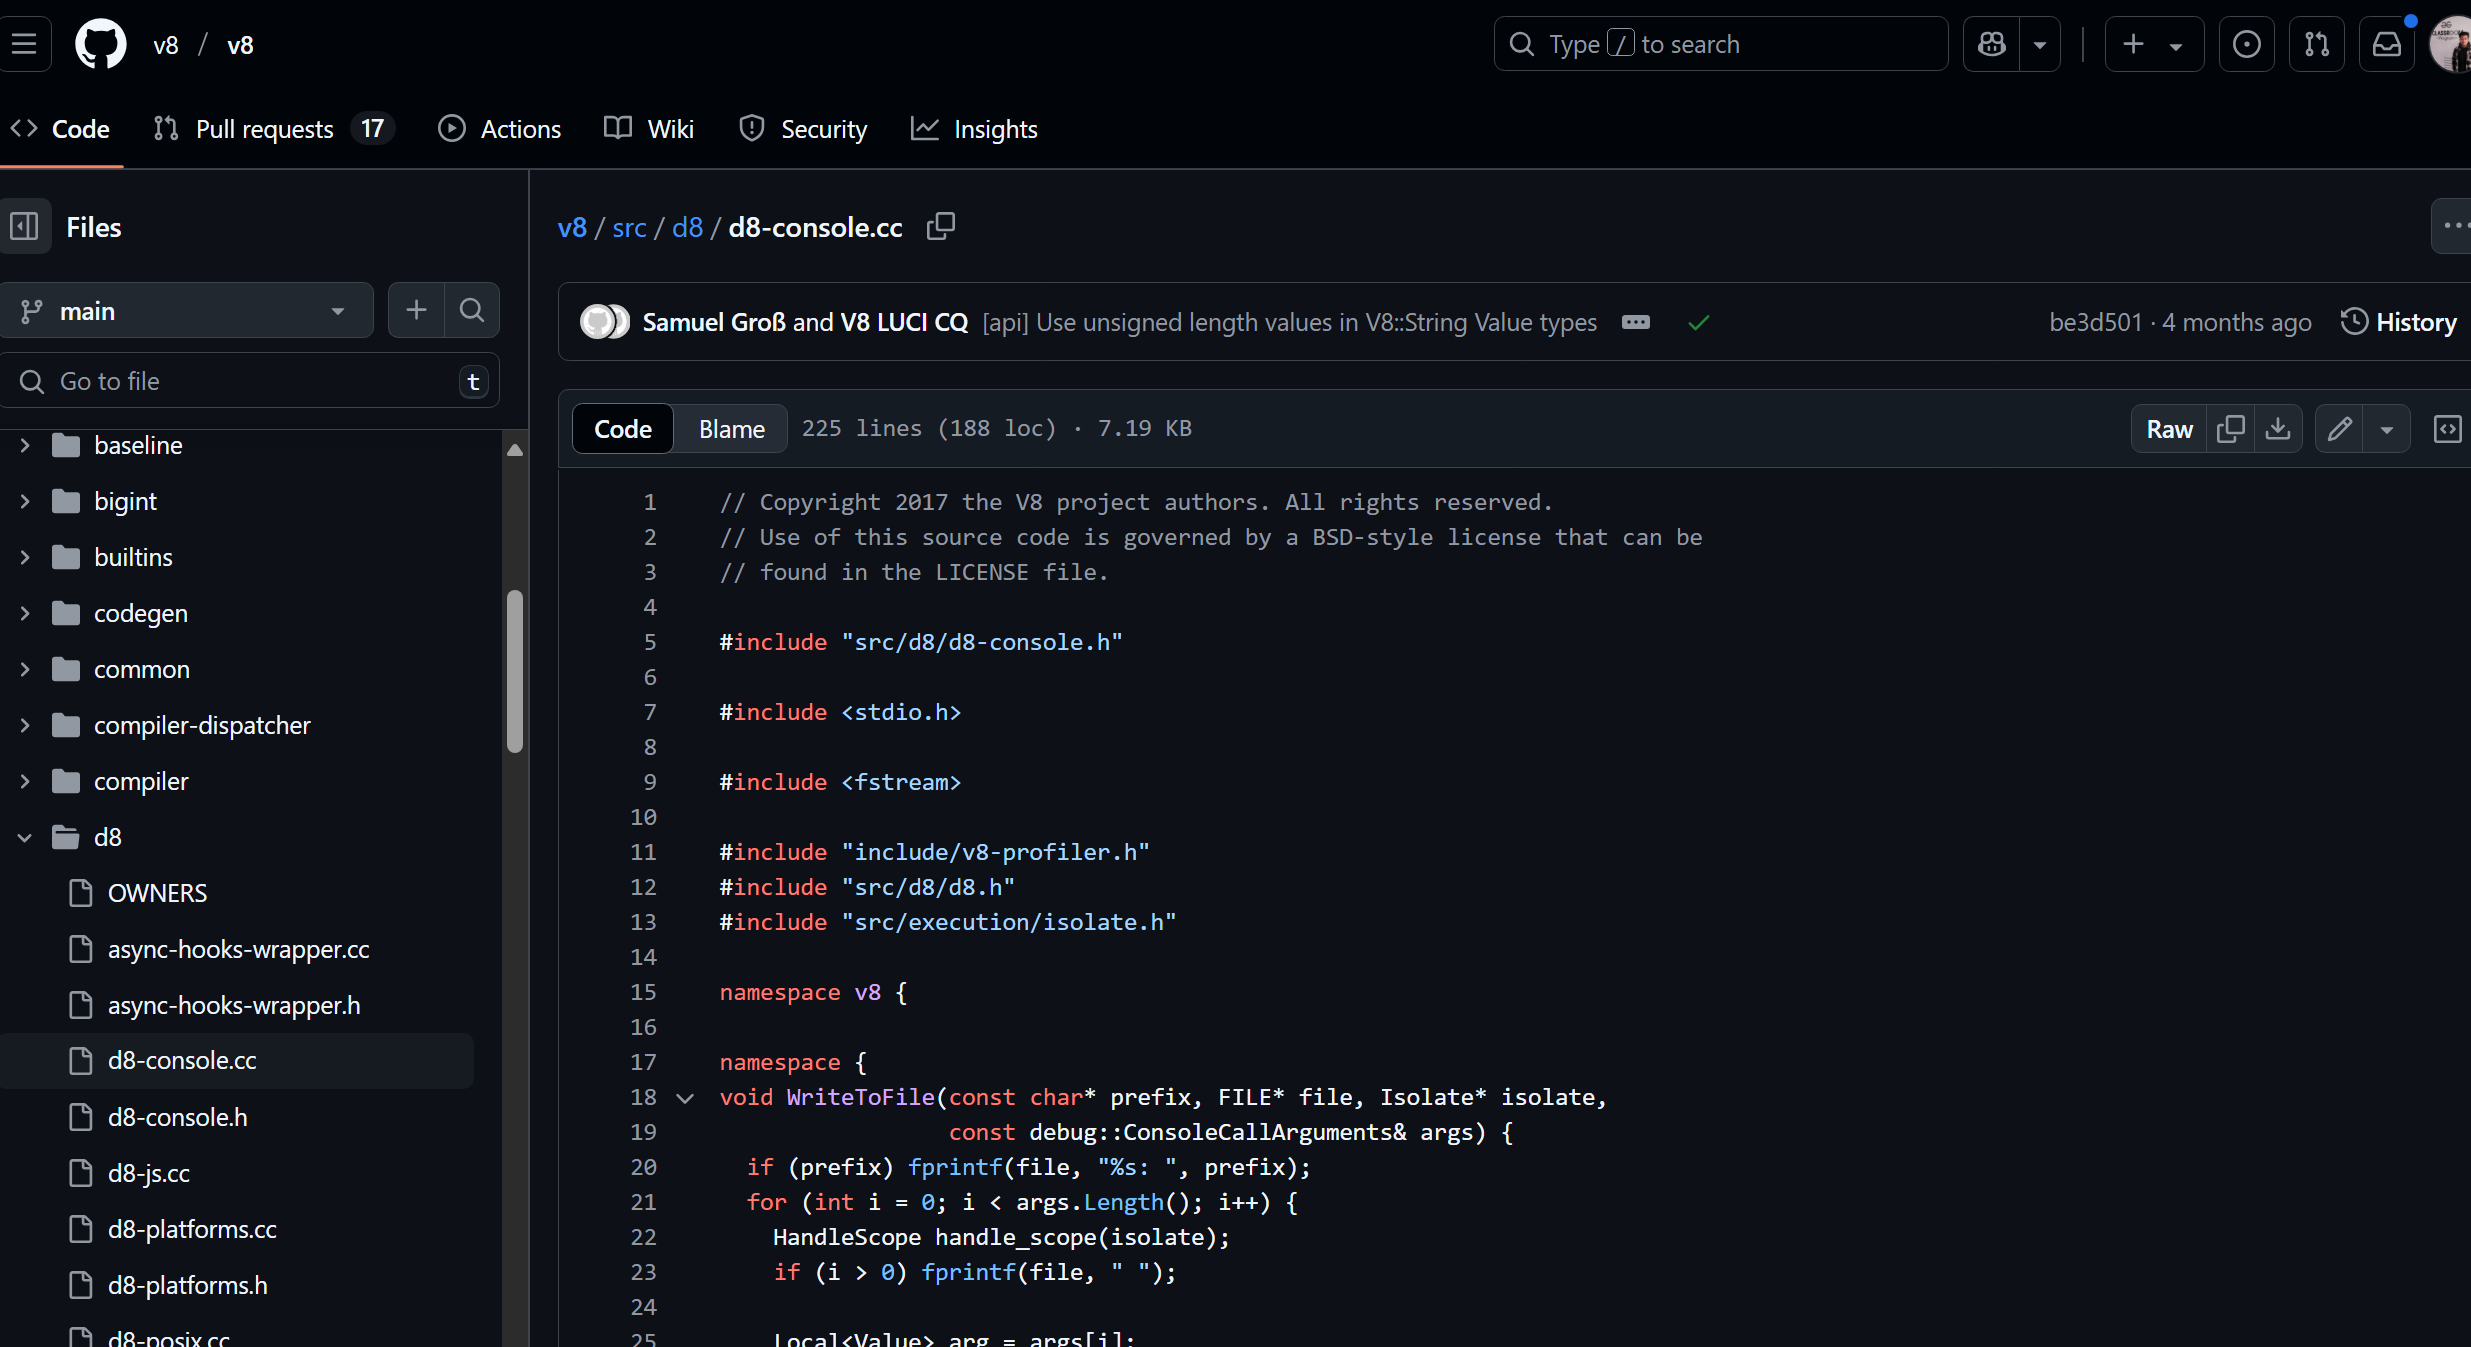 v8 / v8
Type / to search
Code
Pull requests 17
Actions
Wiki
Security
Insights
Files
main
Go to file
t
baseline
bigint
builtins
codegen
common
compiler-dispatcher
compiler
d8
OWNERS
async-hooks-wrapper.cc
async-hooks-wrapper.h
d8-console.cc
d8-console.h
d8-js.cc
d8-platforms.cc
d8-platforms.h
d8-posix.cc
v8 / src / d8 / d8-console.cc
Samuel Groß and V8 LUCI CQ [api] Use unsigned length values in V8::String Value types
be3d501 · 4 months ago
History
Code
Blame
225 lines (188 loc) · 7.19 KB
Raw
1 // Copyright 2017 the V8 project authors. All rights reserved.
2 // Use of this source code is governed by a BSD-style license that can be
3 // found in the LICENSE file.
4
5 #include "src/d8/d8-console.h"
6
7 #include <stdio.h>
8
9 #include <fstream>
10
11 #include "include/v8-profiler.h"
12 #include "src/d8/d8.h"
13 #include "src/execution/isolate.h"
14
15 namespace v8 {
16
17 namespace {
18 void WriteToFile(const char* prefix, FILE* file, Isolate* isolate,
19                  const debug::ConsoleCallArguments& args) {
20   if (prefix) fprintf(file, "%s: ", prefix);
21   for (int i = 0; i < args.Length(); i++) {
22     HandleScope handle_scope(isolate);
23     if (i > 0) fprintf(file, " ");
24
25     Local<Value> arg = args[i];